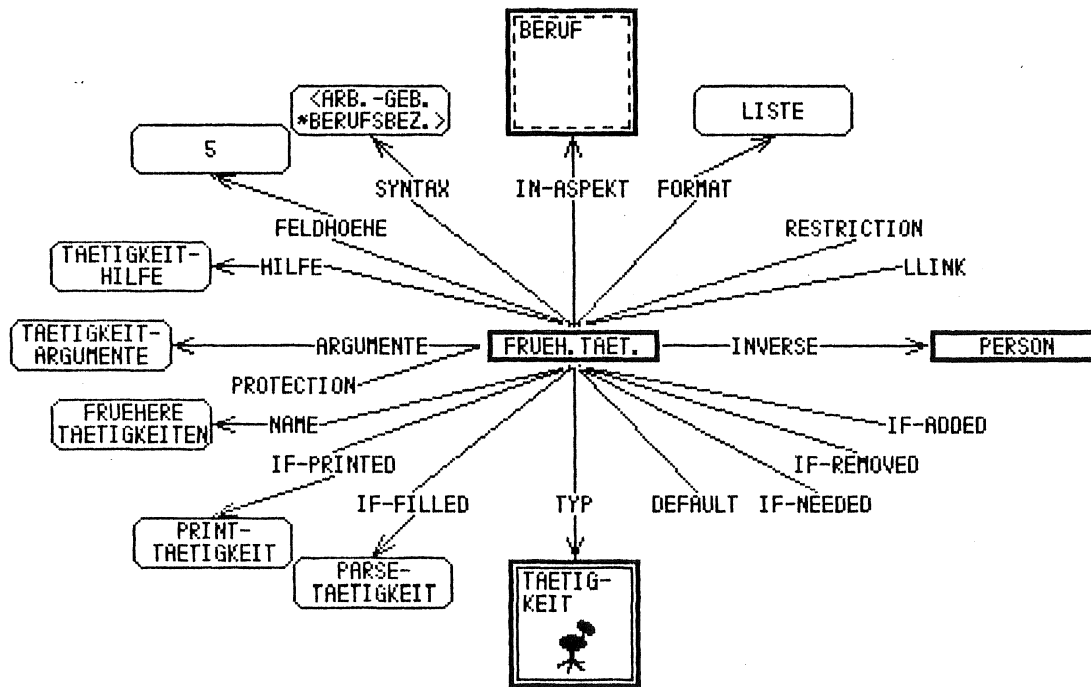 BERUF
<ARB.-GEB.
*BERUFSBEZ.>
LISTE
5
SYNTAX
IN-ASPEKT
FORMAT
FELDHOEHE
RESTRICTION
TAETIGKEIT-
HILFE
HILFE
LLINK
TAETIGKEIT-
ARGUMENTE
ARGUMENTE
FRUEH.TAET.
INVERSE
PERSON
PROTECTION
FRUEHERE
TAETIGKEITEN
NAME
IF-ADDED
IF-PRINTED
IF-REMOVED
IF-FILLED
TYP
DEFAULT
IF-NEEDED
PRINT-
TAETIGKEIT
PARSE-
TAETIGKEIT
TAETIG-
KEIT